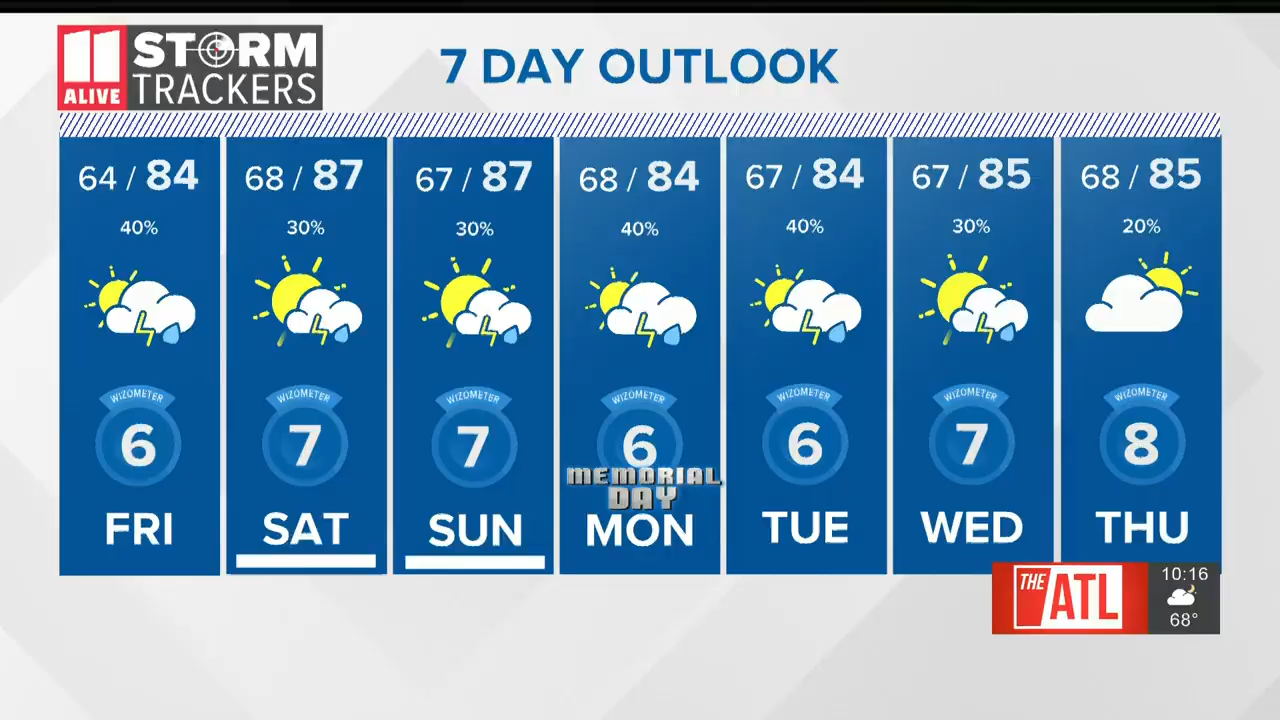 11 ALIVE STORM TRACKERS
7 DAY OUTLOOK
64 / 84
40%
WIZOMETER
6
FRI
68 / 87
30%
WIZOMETER
7
SAT
67 / 87
30%
WIZOMETER
7
SUN
68 / 84
40%
WIZOMETER
6
MEMORIAL
DAY
MON
67 / 84
40%
WIZOMETER
6
TUE
67 / 85
30%
WIZOMETER
7
WED
68 / 85
20%
WIZOMETER
8
THU
THE ATL
10:16
68°